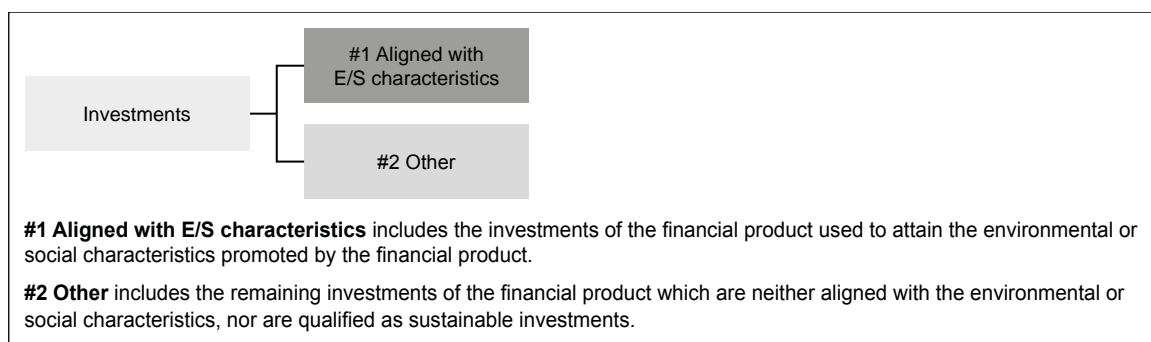 #1 Aligned with
E/S characteristics
Investments
#2 Other
#1 Aligned with E/S characteristics includes the investments of the financial product used to attain the environmental or
social characteristics promoted by the financial product.
#2 Other includes the remaining investments of the financial product which are neither aligned with the environmental or
social characteristics, nor are qualified as sustainable investments.